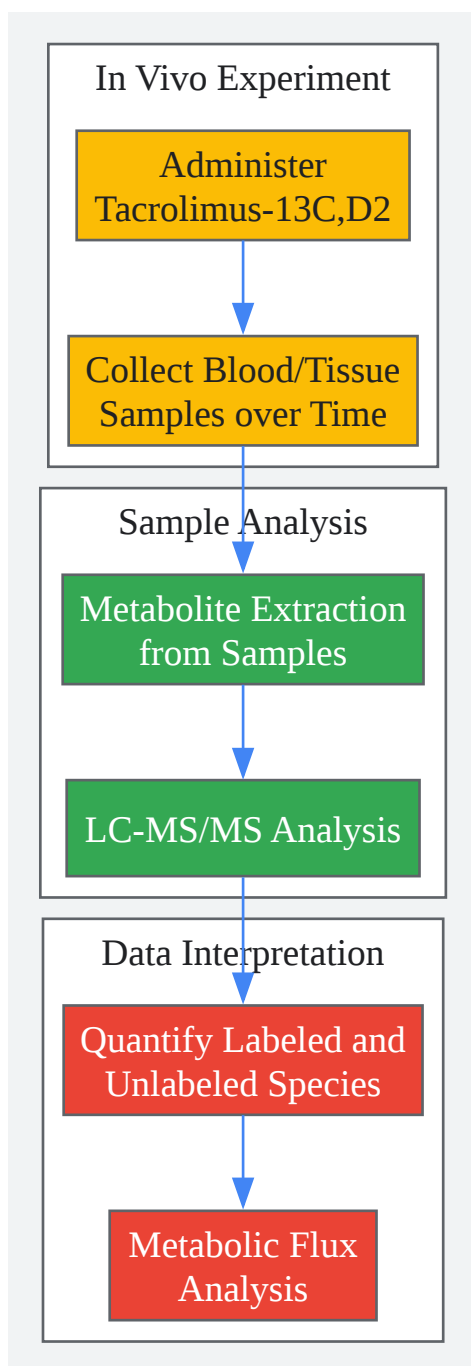 In Vivo Experiment
Administer
Tacrolimus-13C,D2
Collect Blood/Tissue
Samples over Time
Sample Analysis
Metabolite Extraction
from Samples
LC-MS/MS Analysis
Data Interpretation
Quantify Labeled and
Unlabeled Species
Metabolic Flux
Analysis